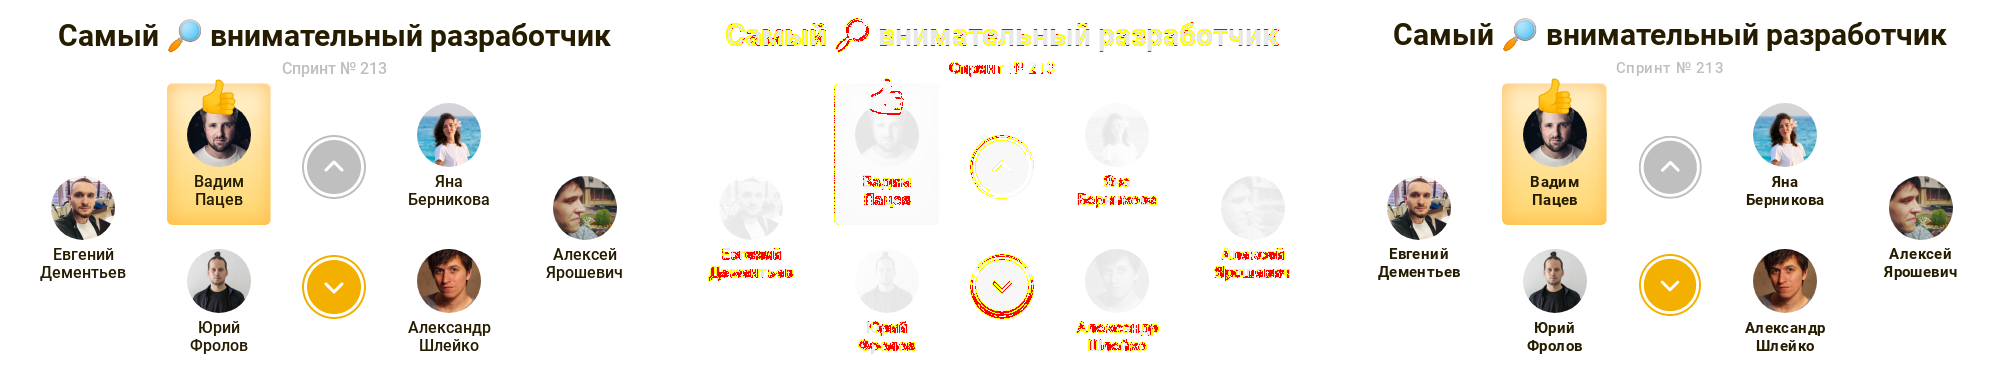 Самый 🔎 внимательный разработчик
Спринт № 213
Вадим
Пацев
Яна
Берникова
Евгений
Дементьев
Алексей
Ярошевич
Юрий
Фролов
Александр
Шлейко
Самый 🔎 внимательный разработчик
Спринт № 213
Вадим
Пацев
Яна
Берникова
Евгений
Дементьев
Алексей
Ярошевич
Юрий
Фролов
Александр
Шлейко
Самый 🔎 внимательный разработчик
Спринт № 213
Вадим
Пацев
Яна
Берникова
Евгений
Дементьев
Алексей
Ярошевич
Юрий
Фролов
Александр
Шлейко